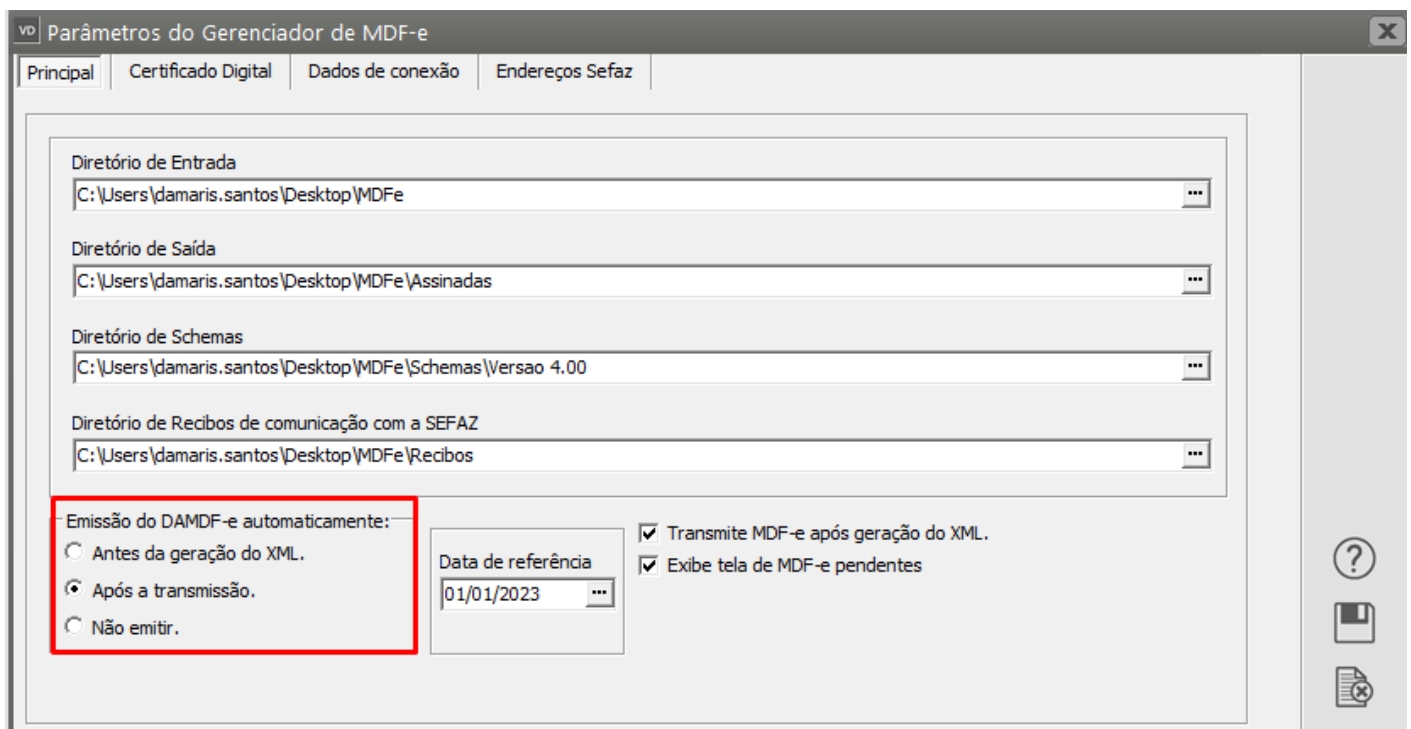 VD Parâmetros do Gerenciador de MDF-e
Principal Certificado Digital Dados de conexão Endereços Sefaz
Diretório de Entrada
C:\Users\damaris.santos\Desktop\MDFe
Diretório de Saída
C:\Users\damaris.santos\Desktop\MDFe\Assinadas
Diretório de Schemas
C:\Users\damaris.santos\Desktop\MDFe\Schemas\Versao 4.00
Diretório de Recibos de comunicação com a SEFAZ
C:\Users\damaris.santos\Desktop\MDFe\Recibos
Emissão do DAMDF-e automaticamente:
Antes da geração do XML.
Após a transmissão.
Não emitir.
Data de referência
01/01/2023
Transmite MDF-e após geração do XML.
Exibe tela de MDF-e pendentes